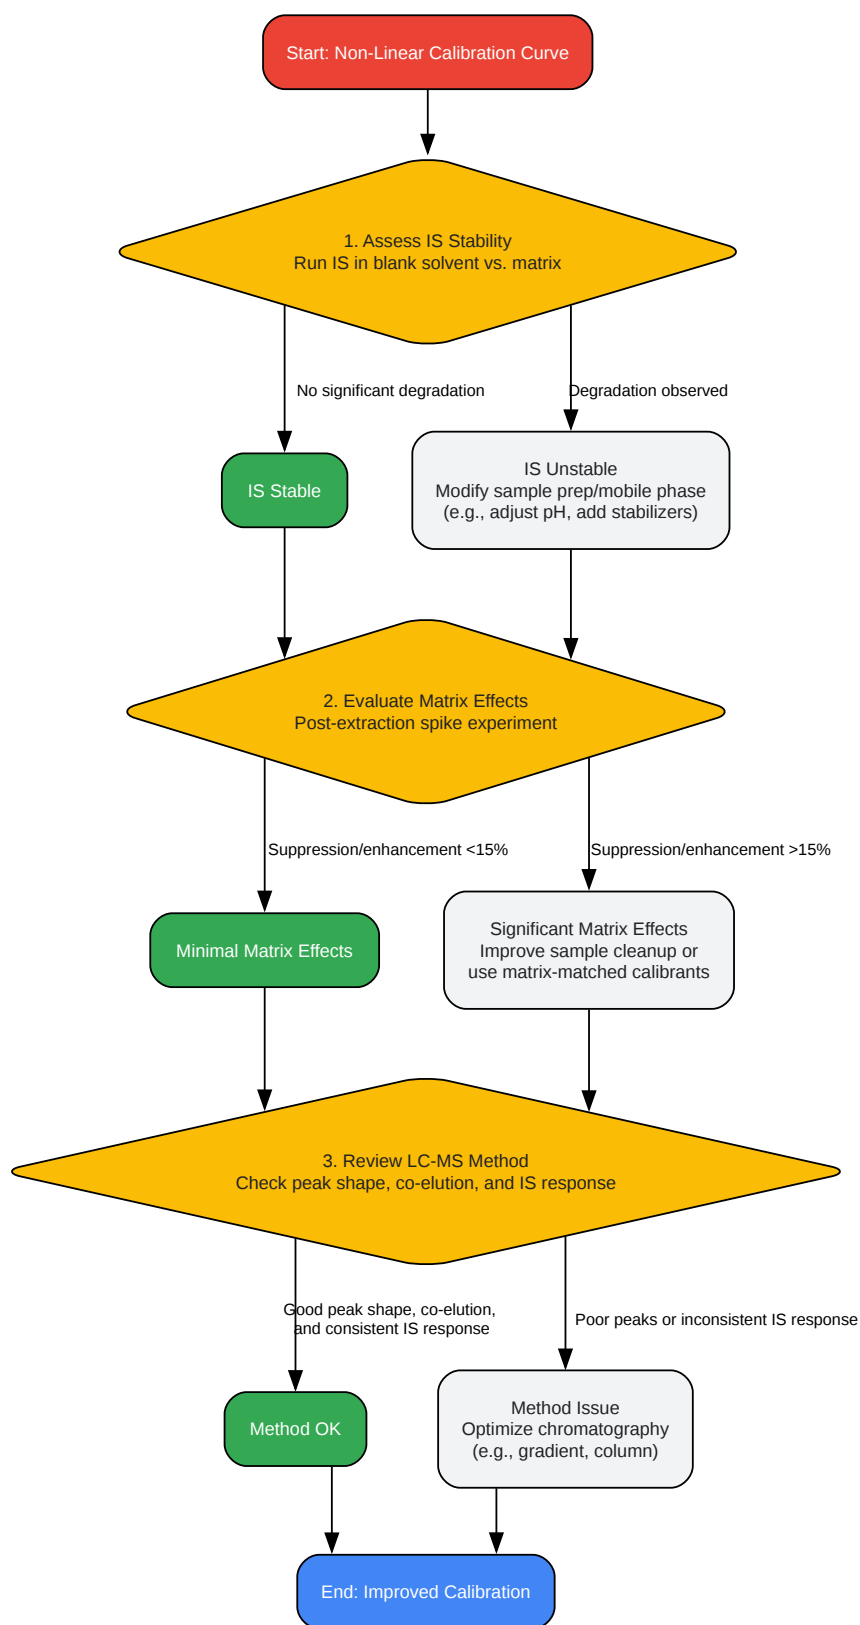 Start: Non-Linear Calibration Curve
1. Assess IS Stability
Run IS in blank solvent vs. matrix
No significant degradation
Degradation observed
IS Stable
IS Unstable
Modify sample prep/mobile phase
(e.g., adjust pH, add stabilizers)
2. Evaluate Matrix Effects
Post-extraction spike experiment
Suppression/enhancement <15%
Suppression/enhancement >15%
Minimal Matrix Effects
Significant Matrix Effects
Improve sample cleanup or
use matrix-matched calibrants
3. Review LC-MS Method
Check peak shape, co-elution, and IS response
Good peak shape, co-elution,
and consistent IS response
Poor peaks or inconsistent IS response
Method OK
Method Issue
Optimize chromatography
(e.g., gradient, column)
End: Improved Calibration